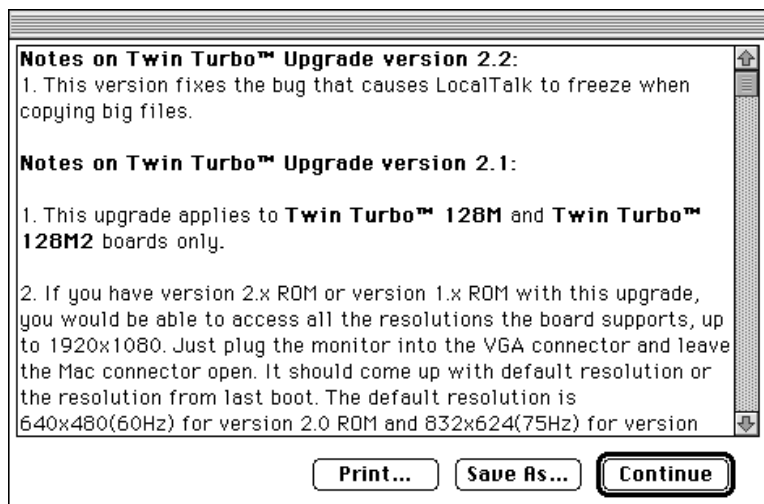 Notes on Twin Turbo™ Upgrade version 2.2:
1. This version fixes the bug that causes LocalTalk to freeze when
copying big files.
Notes on Twin Turbo™ Upgrade version 2.1:
1. This upgrade applies to Twin Turbo™ 128M and Twin Turbo™
128M2 boards only.
2. If you have version 2.x ROM or version 1.x ROM with this upgrade,
you would be able to access all the resolutions the board supports, up
to 1920x1080. Just plug the monitor into the VGA connector and leave
the Mac connector open. It should come up with default resolution or
the resolution from last boot. The default resolution is
640x480(60Hz) for version 2.0 ROM and 832x624(75Hz) for version
Print... Save As... Continue